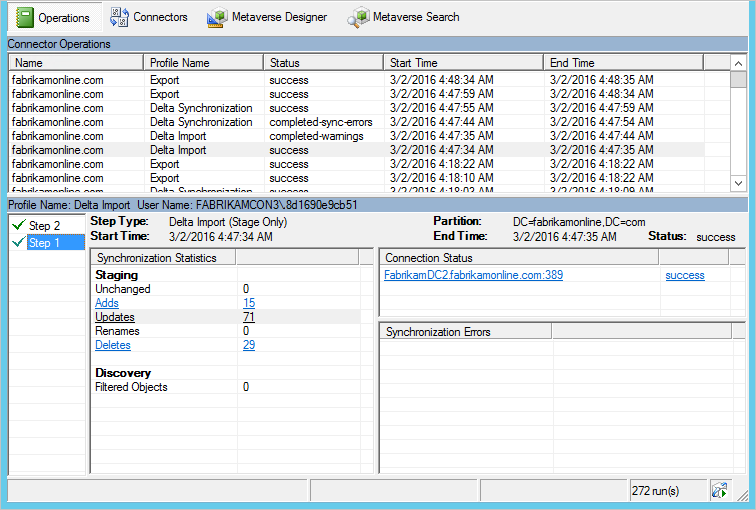 Operations Connectors Metaverse Designer Metaverse Search
Connector Operations
Name Profile Name Status Start Time End Time
fabrikamonline.com Export success 3/2/2016 4:48:34 AM 3/2/2016 4:48:35 AM
fabrikamonline.com Export success 3/2/2016 4:47:59 AM 3/2/2016 4:48:34 AM
fabrikamonline.com Delta Synchronization success 3/2/2016 4:47:55 AM 3/2/2016 4:47:59 AM
fabrikamonline.com Delta Synchronization completed-sync-errors 3/2/2016 4:47:44 AM 3/2/2016 4:47:54 AM
fabrikamonline.com Delta Import completed-warnings 3/2/2016 4:47:35 AM 3/2/2016 4:47:44 AM
fabrikamonline.com Delta Import success 3/2/2016 4:47:34 AM 3/2/2016 4:47:35 AM
fabrikamonline.com Export success 3/2/2016 4:18:22 AM 3/2/2016 4:18:22 AM
fabrikamonline.com Export success 3/2/2016 4:18:10 AM 3/2/2016 4:18:22 AM
fabrikamonline.com Delta Synchronization success 3/2/2016 4:18:03 AM 3/2/2016 4:18:09 AM
Profile Name: Delta Import User Name: FABRIKAMCON3\.8d1690e9cb51
Step 2
Step 1
Step Type: Delta Import (Stage Only) Partition: DC=fabrikamonline,DC=com
Start Time: 3/2/2016 4:47:34 AM End Time: 3/2/2016 4:47:35 AM Status: success
Synchronization Statistics
Staging
Unchanged 0
Adds 15
Updates 71
Renames 0
Deletes 29
Discovery
Filtered Objects 0
Connection Status
FabrikamDC2.fabrikamonline.com:389 success
Synchronization Errors
272 run(s)